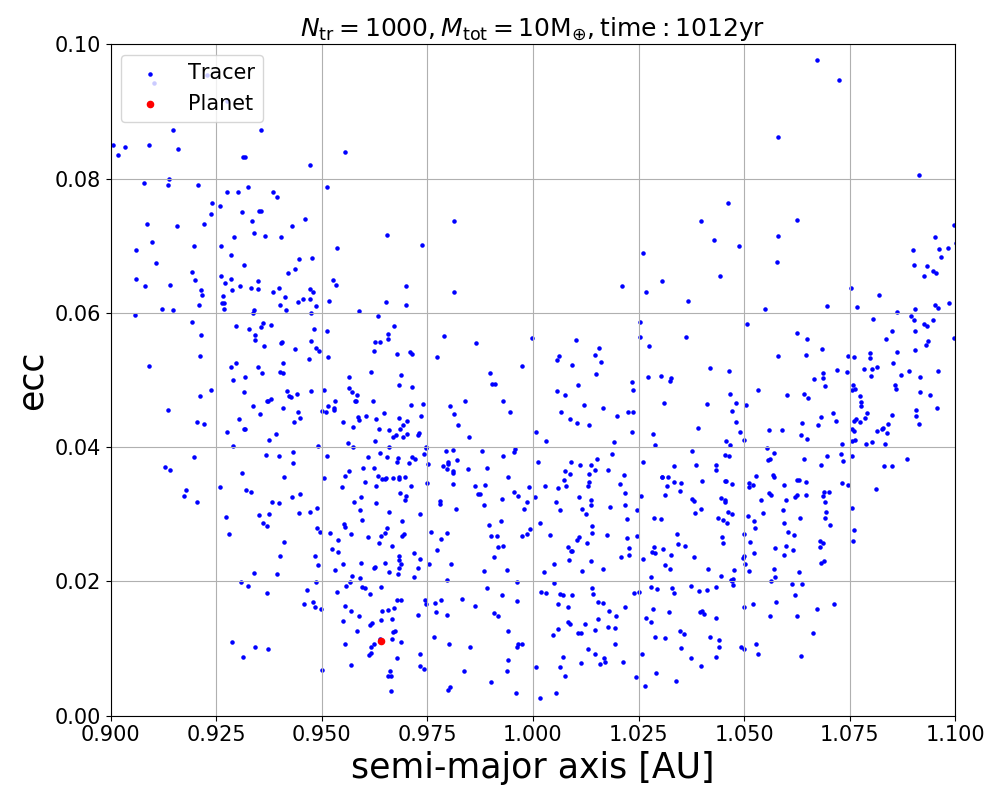 N_tr = 1000, M_tot = 10M_⊕, time : 1012yr
0.10
0.08
0.06
0.04
0.02
0.00
ecc
Tracer
Planet
0.900 0.925 0.950 0.975 1.000 1.025 1.050 1.075 1.100
semi-major axis [AU]